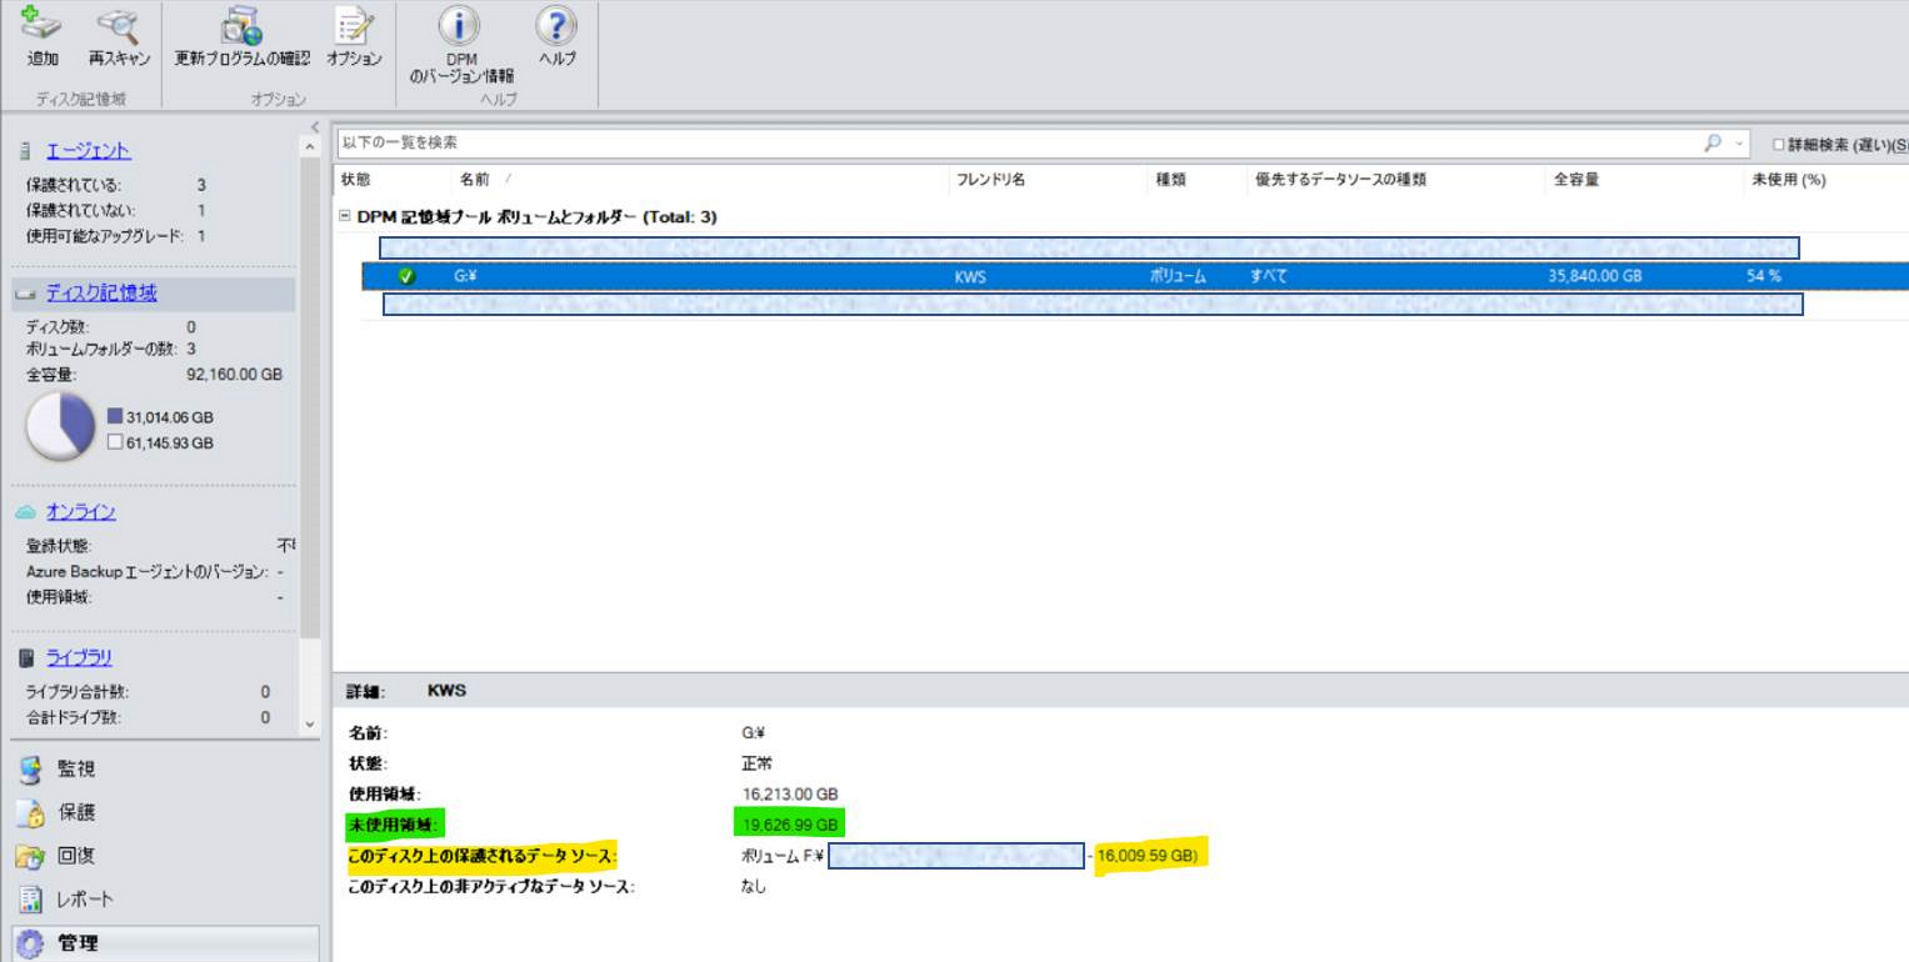 追加
再スキャン
更新プログラムの確認
オプション
DPM
のバージョン情報
ヘルプ
ディスク記憶域
オプション
ヘルプ
エージェント
保護されている: 3
保護されていない: 1
使用可能なアップグレード: 1
ディスク記憶域
ディスク数: 0
ボリューム/フォルダーの数: 3
全容量: 92,160.00 GB
31,014.06 GB
61,145.93 GB
オンライン
登録状態:
Azure Backup エージェントのバージョン: -
使用領域: -
ライブラリ
ライブラリ合計数: 0
合計ドライブ数: 0
監視
保護
回復
レポート
管理
以下の一覧を検索
詳細検索 (遅い)(S
状態 名前 / フレンドリ名 種類 優先するデータソースの種類 全容量 未使用 (%)
DPM 記憶域プール ボリュームとフォルダー (Total: 3)
G:¥ KWS ボリューム すべて 35,840.00 GB 54 %
詳細: KWS
名前: G:¥
状態: 正常
使用領域: 16,213.00 GB
未使用領域: 19,626.99 GB
このディスク上の保護されるデータ ソース: ボリューム F:¥ - 16,009.59 GB)
このディスク上の非アクティブなデータ ソース: なし